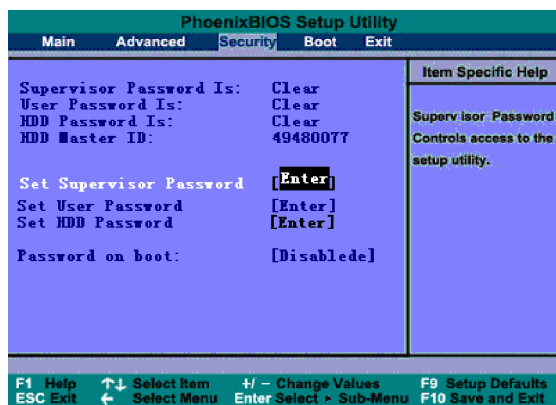 PhoenixBIOS Setup Utility
Main Advanced Security Boot Exit
Item Specific Help
Supervisor Password Is: Clear
User Password Is: Clear
HDD Password Is: Clear
HDD Master ID: 49480077
Superv isor Password
Controls access to the
setup utility.
Set Supervisor Password [Enter]
Set User Password [Enter]
Set HDD Password [Enter]
Password on boot: [Disablede]
F1 Help ↑↓ Select Item +/ – Change Values F9 Setup Defaults
ESC Exit ← Select Menu Enter Select ▸ Sub-Menu F10 Save and Exit